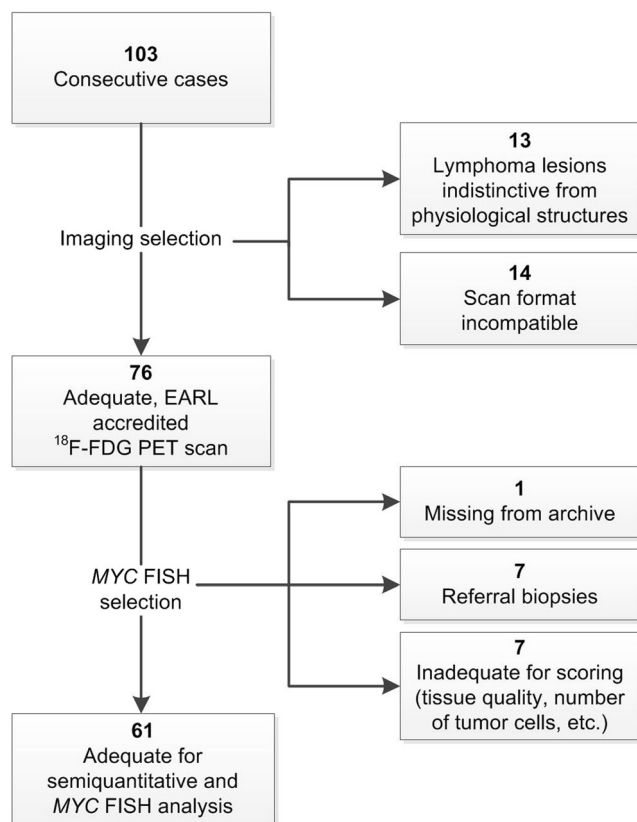 103
Consecutive cases
13
Lymphoma lesions
indistinctive from
physiological structures
Imaging selection
14
Scan format
incompatible
76
Adequate, EARL
accredited
¹⁸F-FDG PET scan
1
Missing from archive
MYC FISH
selection
7
Referral biopsies
7
Inadequate for scoring
(tissue quality, number
of tumor cells, etc.)
61
Adequate for
semiquantitative and
MYC FISH analysis